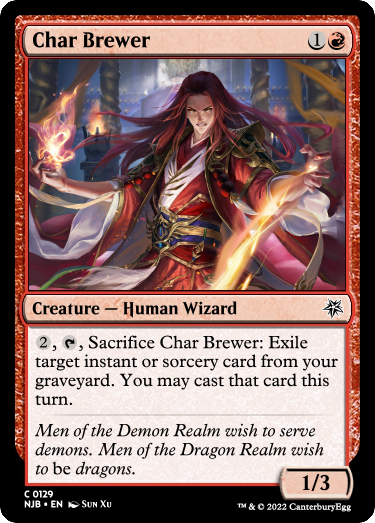 Char Brewer 1
Creature — Human Wizard
2, , Sacrifice Char Brewer: Exile
target instant or sorcery card from your
graveyard. You may cast that card this
turn.
Men of the Demon Realm wish to serve
demons. Men of the Dragon Realm wish
to be dragons.
1/3
C 0129
NJB • EN Sun Xu
™ & © 2022 CanterburyEgg